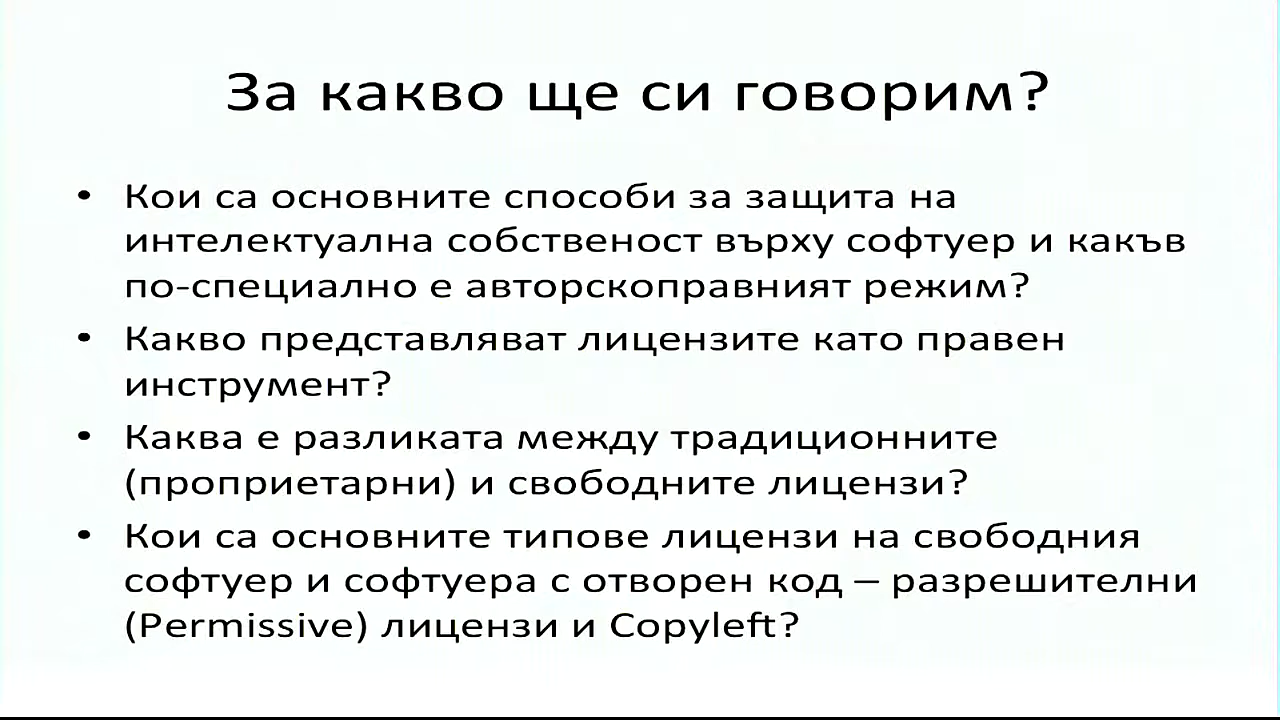 За какво ще си говорим?
• Кои са основните способи за защита на
интелектуална собственост върху софтуер и какъв
по-специално е авторскоправният режим?
• Какво представляват лицензите като правен
инструмент?
• Каква е разликата между традиционните
(проприетарни) и свободните лицензи?
• Кои са основните типове лицензи на свободния
софтуер и софтуера с отворен код – разрешителни
(Permissive) лицензи и Copyleft?